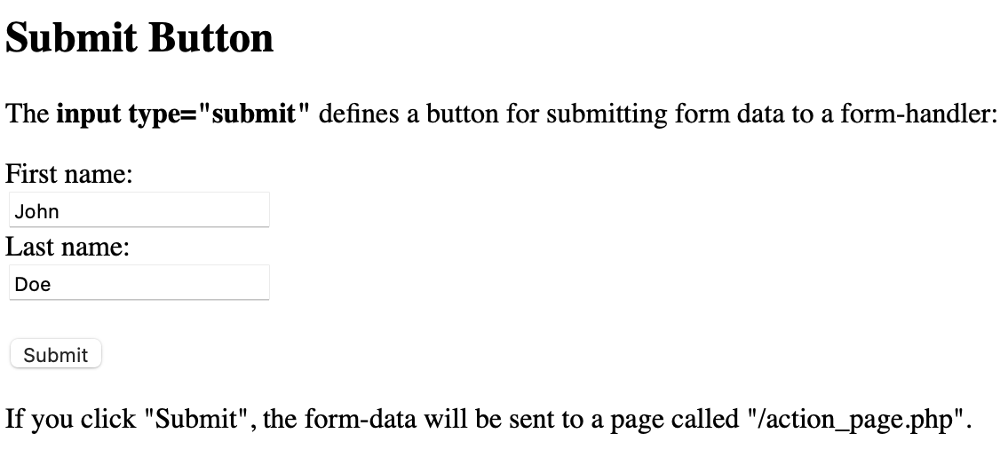 Submit Button
The input type="submit" defines a button for submitting form data to a form-handler:
First name:
John
Last name:
Doe
Submit
If you click "Submit", the form-data will be sent to a page called "/action_page.php".